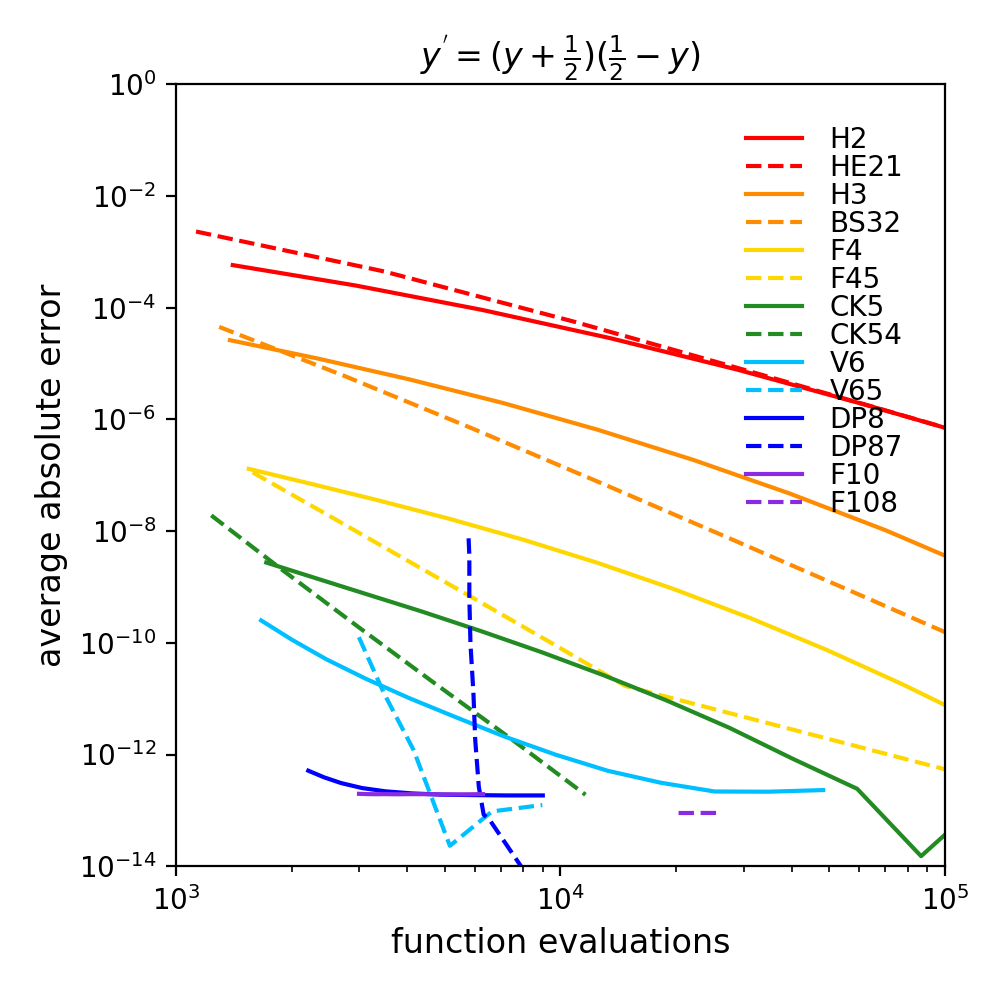 y′ = (y + 1/2)(1/2 − y)
10^0
10^−2
10^−4
10^−6
10^−8
10^−10
10^−12
10^−14
average absolute error
H2
HE21
H3
BS32
F4
F45
CK5
CK54
V6
V65
DP8
DP87
F10
F108
10^3
10^4
10^5
function evaluations